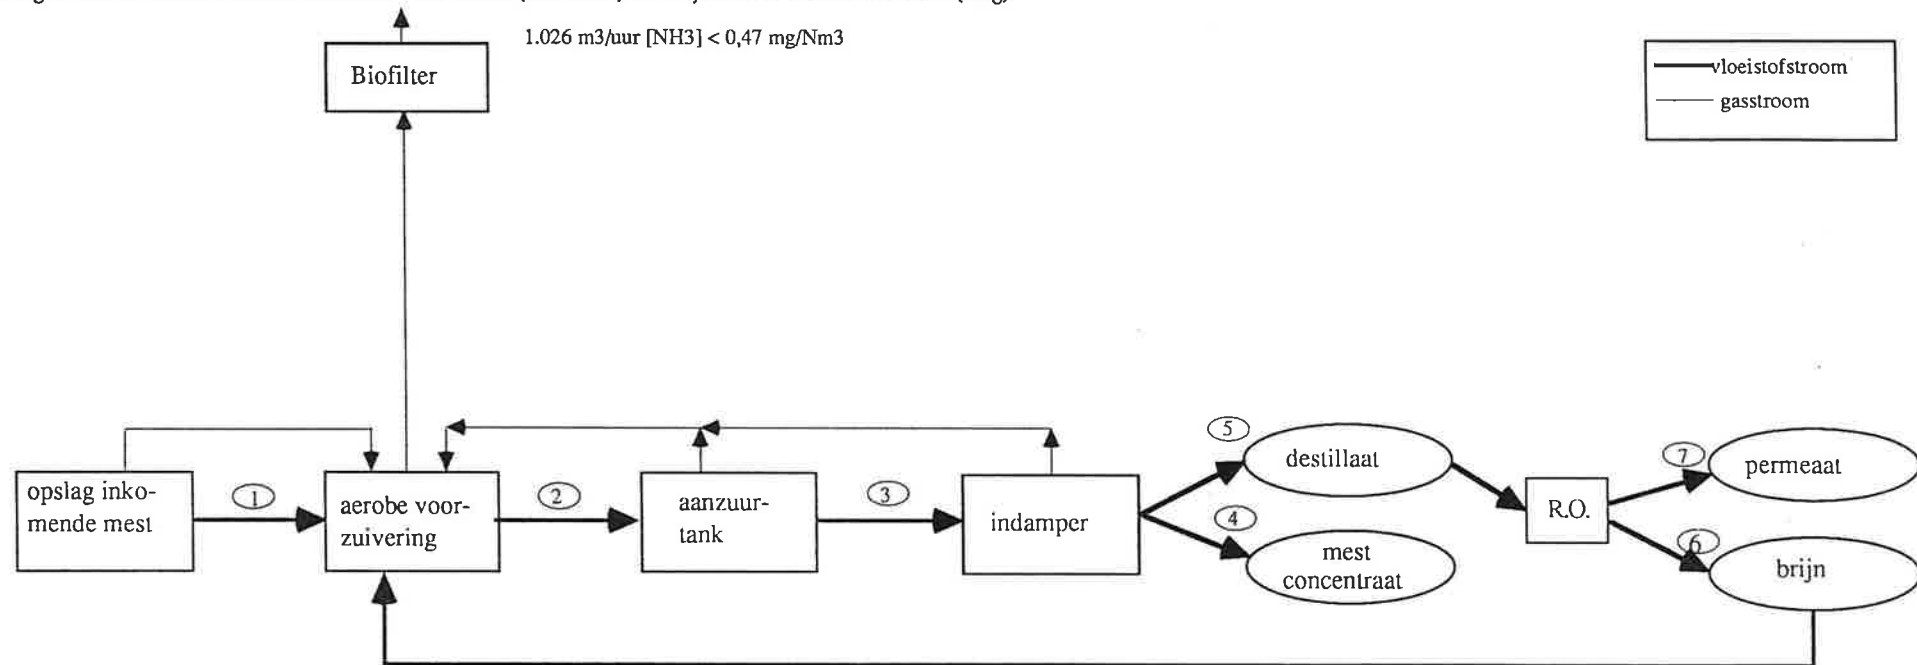 1.026 m3/uur [NH3] < 0,47 mg/Nm3
Biofilter
vloeistofstroom
gasstroom
opslag inko-
mende mest
1
aerobe voor-
zuivering
2
aanzuur-
tank
3
indamper
5
destillaat
4
mest
concentraat
R.O.
7
permeaat
6
brijn